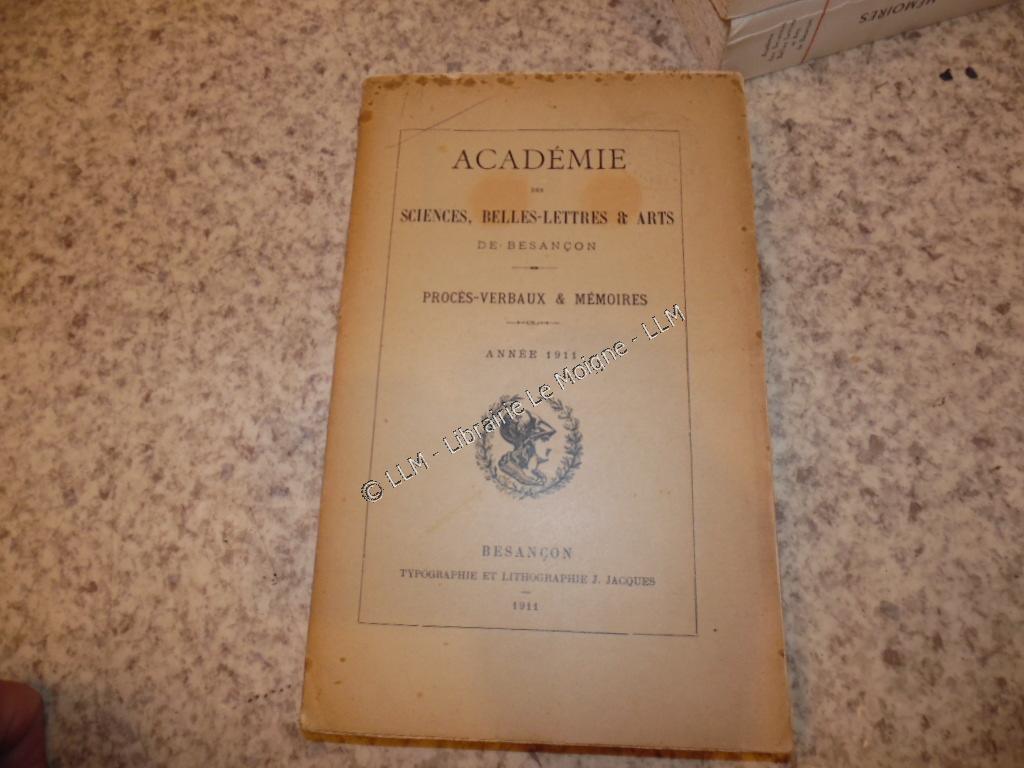 ACADÉMIE
DES
SCIENCES, BELLES-LETTRES & ARTS
DE BESANÇON
PROCÈS-VERBAUX & MÉMOIRES
ANNÉE 1911
© LLM - Librairie Le Moigne - LLM
BESANÇON
TYPOGRAPHIE ET LITHOGRAPHIE J. JACQUES
1911
MÉMOIRES